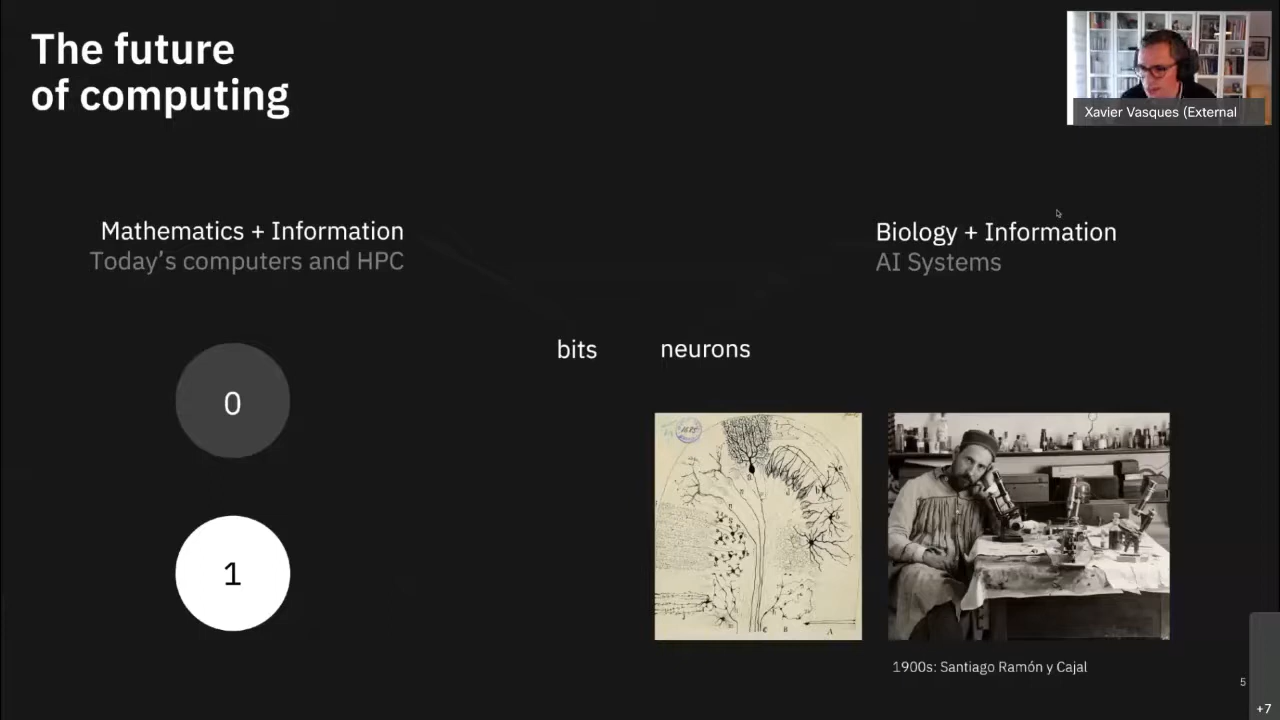 The future
of computing
Xavier Vasques (External
Mathematics + Information
Today's computers and HPC
Biology + Information
AI Systems
bits
neurons
0
1
C
B
A
1900s: Santiago Ramón y Cajal
5
+7